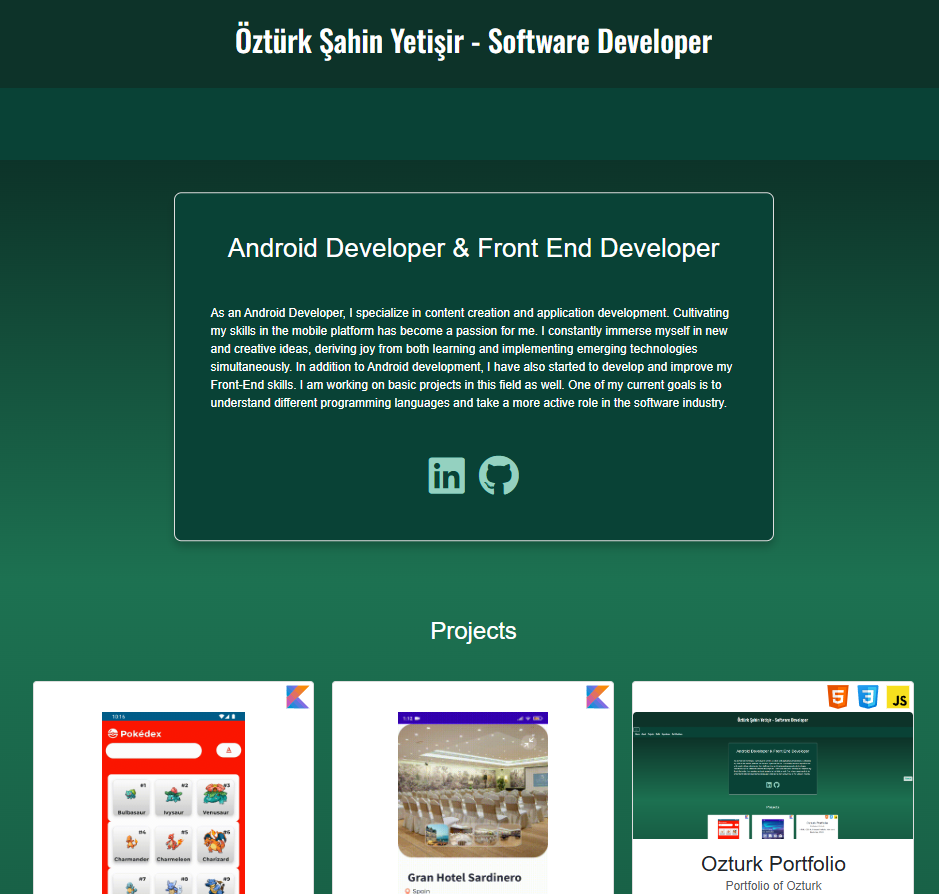 Öztürk Şahin Yetişir - Software Developer
Android Developer & Front End Developer
As an Android Developer, I specialize in content creation and application development. Cultivating
my skills in the mobile platform has become a passion for me. I constantly immerse myself in new
and creative ideas, deriving joy from both learning and implementing emerging technologies
simultaneously. In addition to Android development, I have also started to develop and improve my
Front-End skills. I am working on basic projects in this field as well. One of my current goals is to
understand different programming languages and take a more active role in the software industry.
in
Projects
10:15
Pokédex
A
#1 #2 #3
Bulbasaur Ivysaur Venusaur
#4 #5 #6
Charmander Charmeleon Charizard
#7 #8 #9
Gran Hotel Sardinero
Spain
5 3 JS
Öztürk Şahin Yetişir - Software Developer
Android Developer & Front End Developer
Projects
Ozturk Portfolio
Portfolio of Ozturk